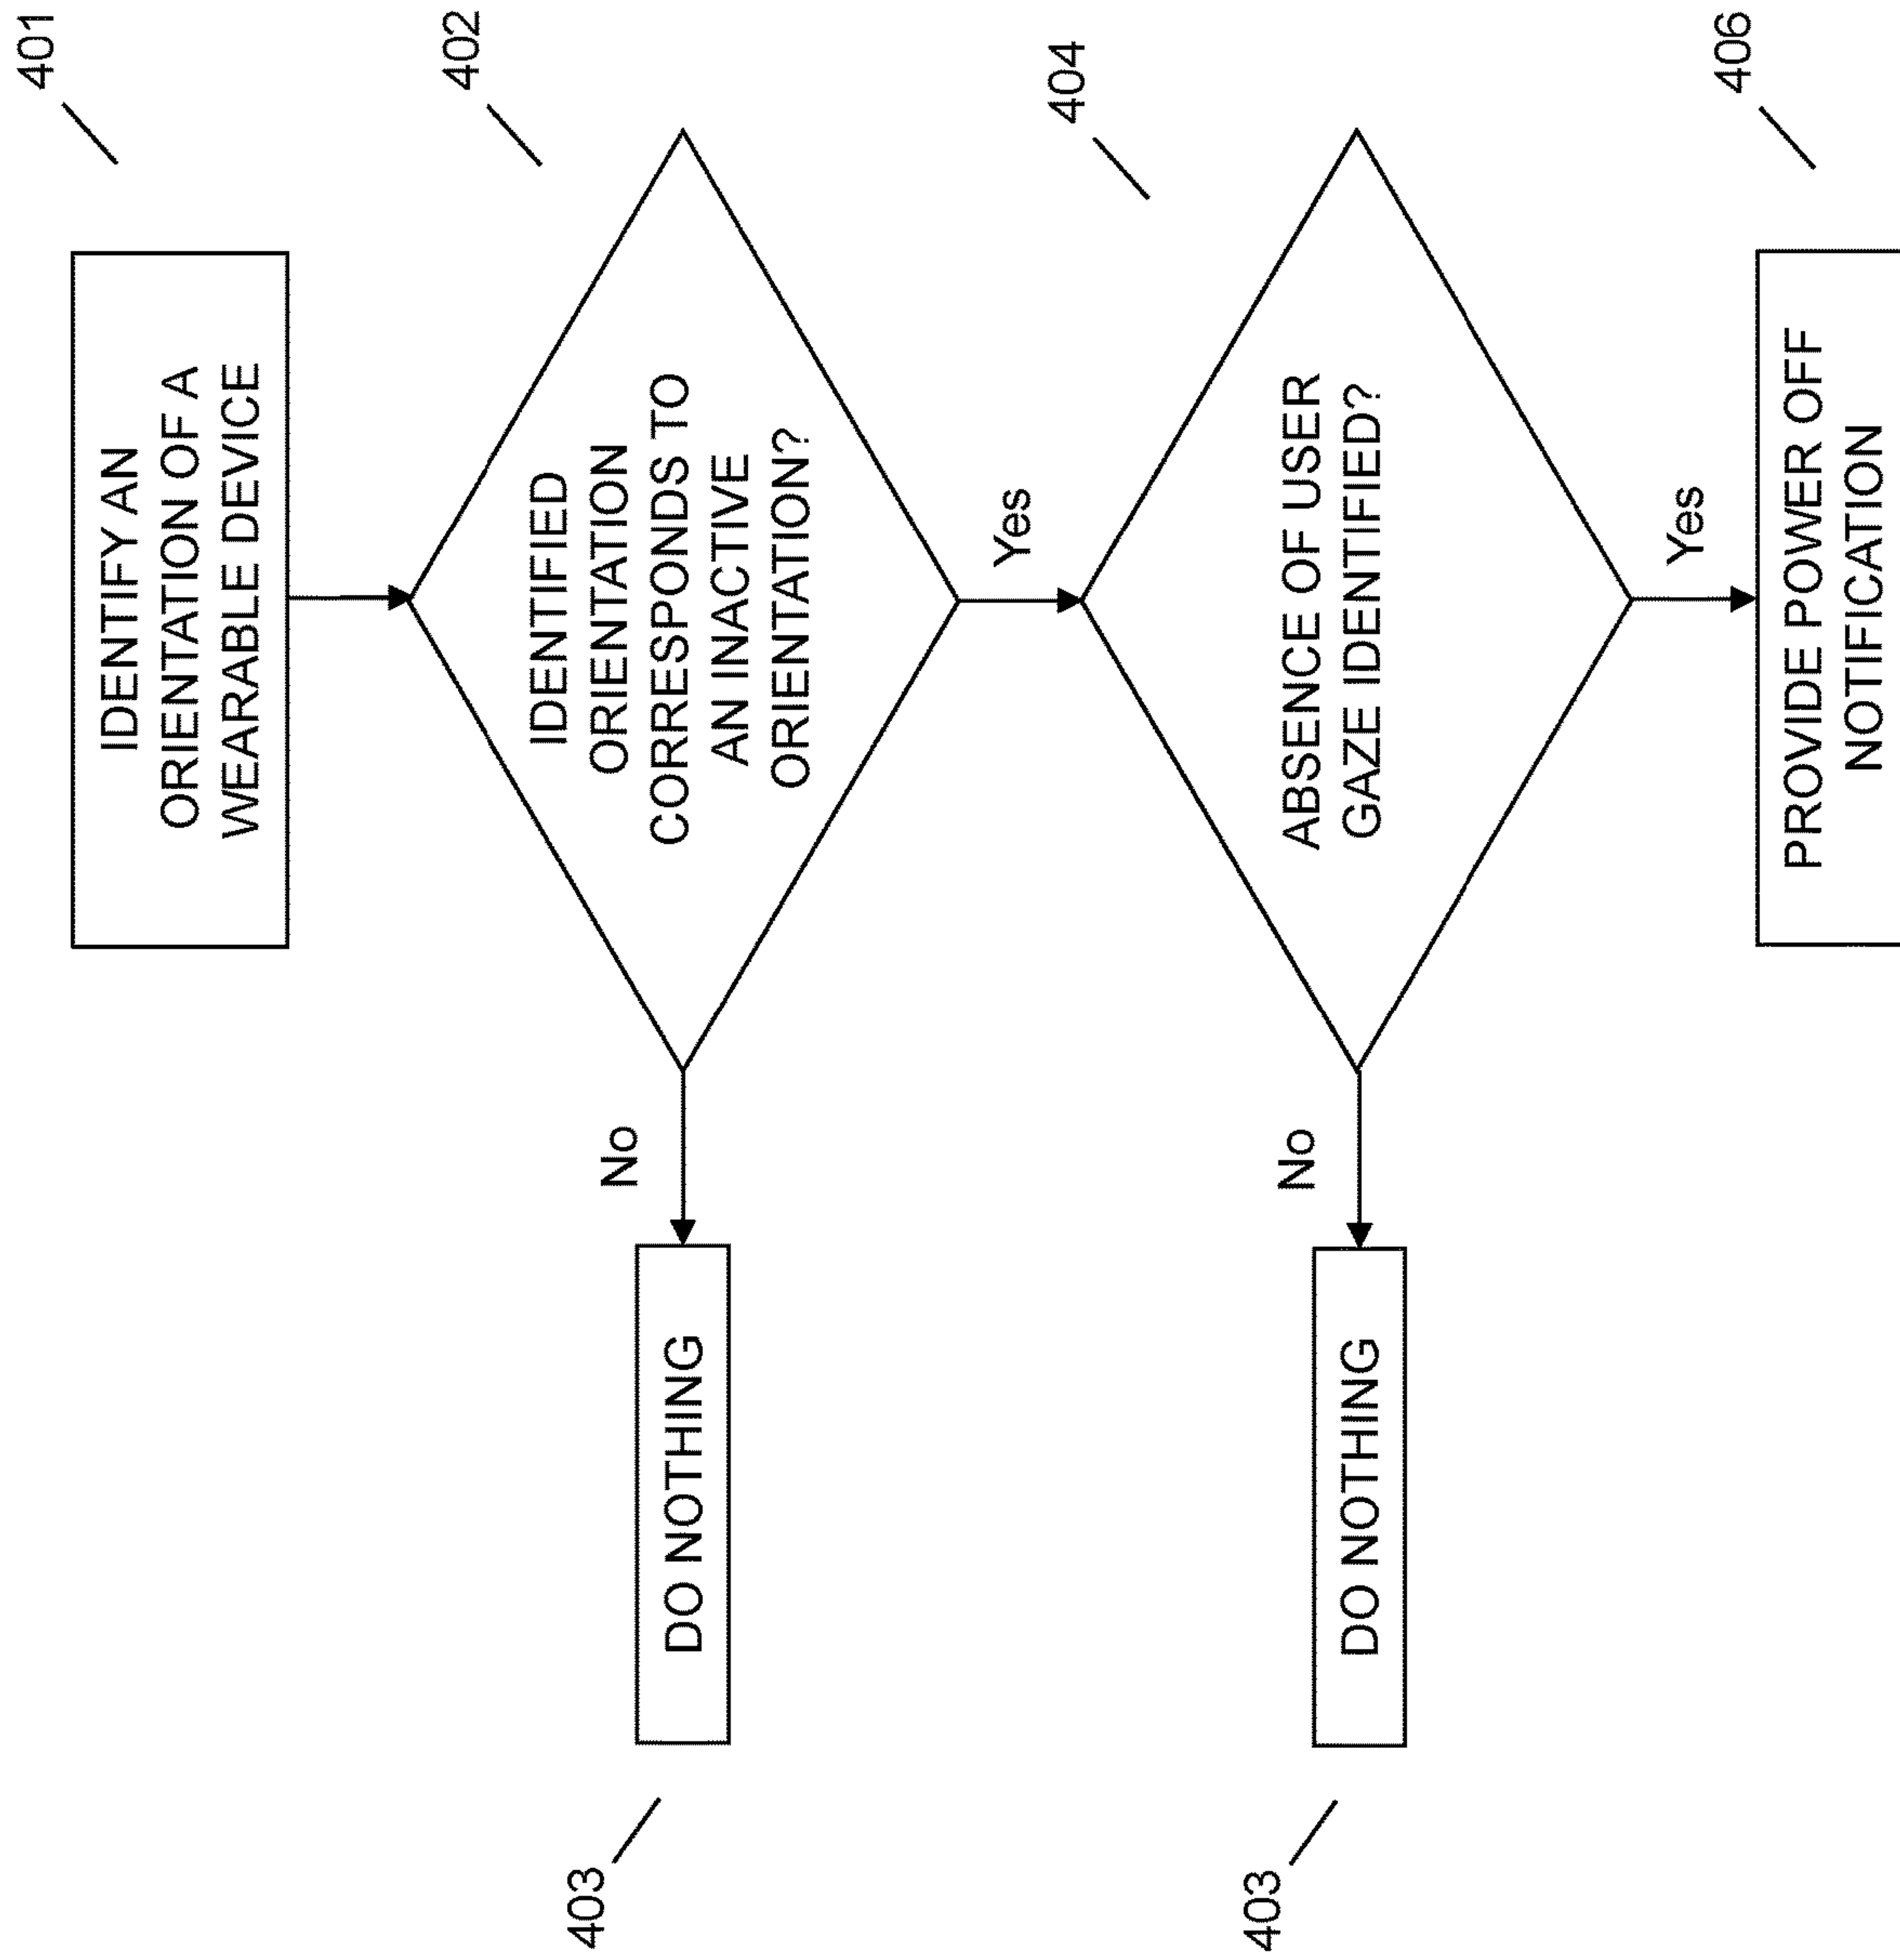 401
IDENTIFY AN
ORIENTATION OF A
WEARABLE DEVICE
402
IDENTIFIED
ORIENTATION
CORRESPONDS TO
AN INACTIVE
ORIENTATION?
No
DO NOTHING
403
Yes
404
ABSENCE OF USER
GAZE IDENTIFIED?
No
DO NOTHING
403
Yes
406
PROVIDE POWER OFF
NOTIFICATION